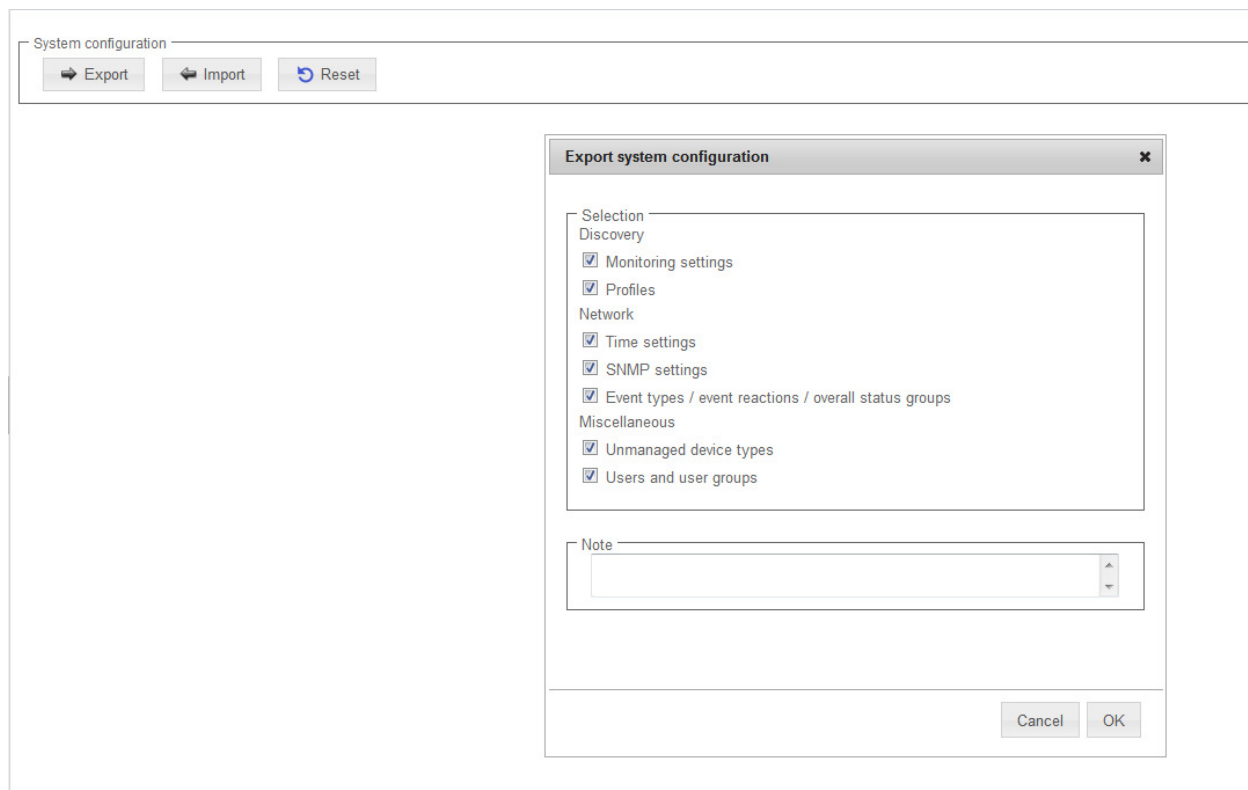 System configuration
Export Import Reset
Export system configuration
Selection
Discovery
Monitoring settings
Profiles
Network
Time settings
SNMP settings
Event types / event reactions / overall status groups
Miscellaneous
Unmanaged device types
Users and user groups
Note
Cancel OK